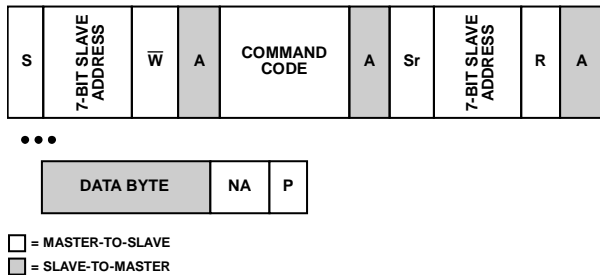 S 7-BIT SLAVE ADDRESS W̅ A COMMAND CODE A Sr 7-BIT SLAVE ADDRESS R A
•••
DATA BYTE NA P
= MASTER-TO-SLAVE
= SLAVE-TO-MASTER